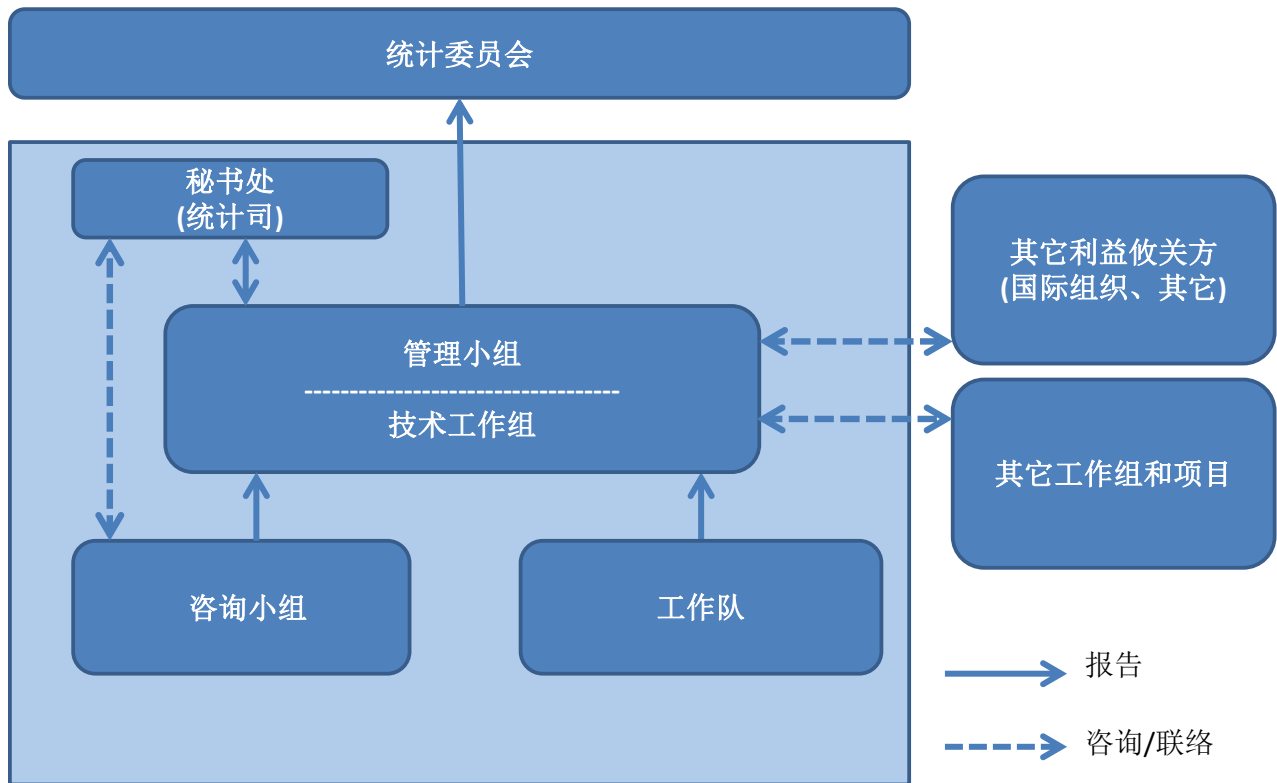 统计委员会
秘书处
(统计司)
其它利益攸关方
(国际组织、其它)
管理小组
技术工作组
其它工作组和项目
咨询小组
工作队
报告
咨询/联络